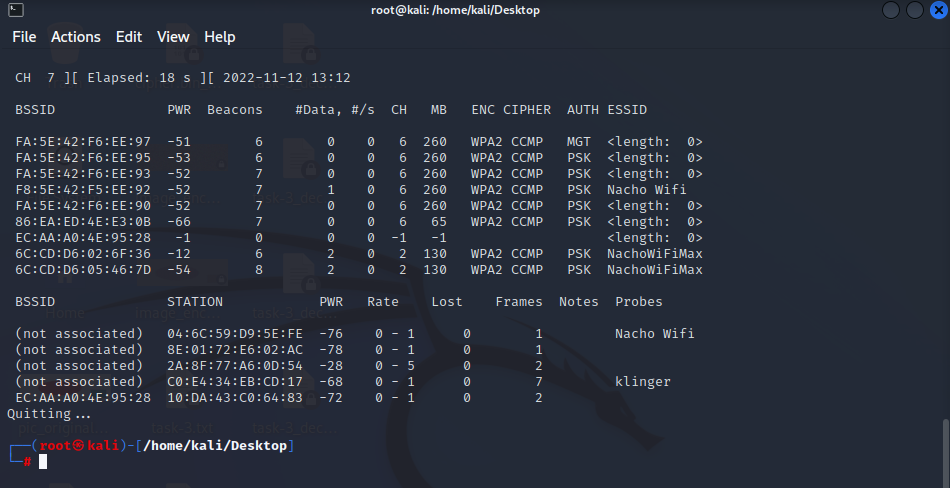 root@kali: /home/kali/Desktop
File Actions Edit View Help
CH 7 ][ Elapsed: 18 s ][ 2022-11-12 13:12
BSSID PWR Beacons #Data, #/s CH MB ENC CIPHER AUTH ESSID
FA:5E:42:F6:EE:97 -51 6 0 0 6 260 WPA2 CCMP MGT <length: 0>
FA:5E:42:F6:EE:95 -53 6 0 0 6 260 WPA2 CCMP PSK <length: 0>
FA:5E:42:F6:EE:93 -52 7 0 0 6 260 WPA2 CCMP PSK <length: 0>
F8:5E:42:F5:EE:92 -52 7 1 0 6 260 WPA2 CCMP PSK Nacho Wifi
FA:5E:42:F6:EE:90 -52 7 0 0 6 260 WPA2 CCMP PSK <length: 0>
86:EA:ED:4E:E3:0B -66 7 0 0 6 65 WPA2 CCMP PSK <length: 0>
EC:AA:A0:4E:95:28 -1 0 0 0 -1 -1 <length: 0>
6C:CD:D6:02:6F:36 -12 6 2 0 2 130 WPA2 CCMP PSK NachoWiFiMax
6C:CD:D6:05:46:7D -54 8 2 0 2 130 WPA2 CCMP PSK NachoWiFiMax
BSSID STATION PWR Rate Lost Frames Notes Probes
(not associated) 04:6C:59:D9:5E:FE -76 0 - 1 0 1 Nacho Wifi
(not associated) 8E:01:72:E6:02:AC -78 0 - 1 0 1
(not associated) 2A:8F:77:A6:0D:54 -28 0 - 5 0 2
(not associated) C0:E4:34:EB:CD:17 -68 0 - 1 0 7 klinger
EC:AA:A0:4E:95:28 10:DA:43:C0:64:83 -72 0 - 1 0 2
Quitting...
┌──(root㉿kali)-[/home/kali/Desktop]
└─#